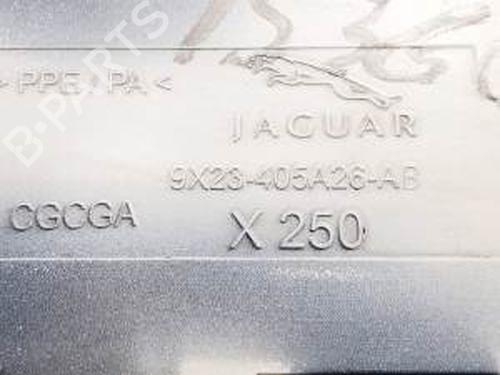 B-PARTS
>PPE+PA<
JAGUAR
9X23-405A26-AB
CGCGA
X 250